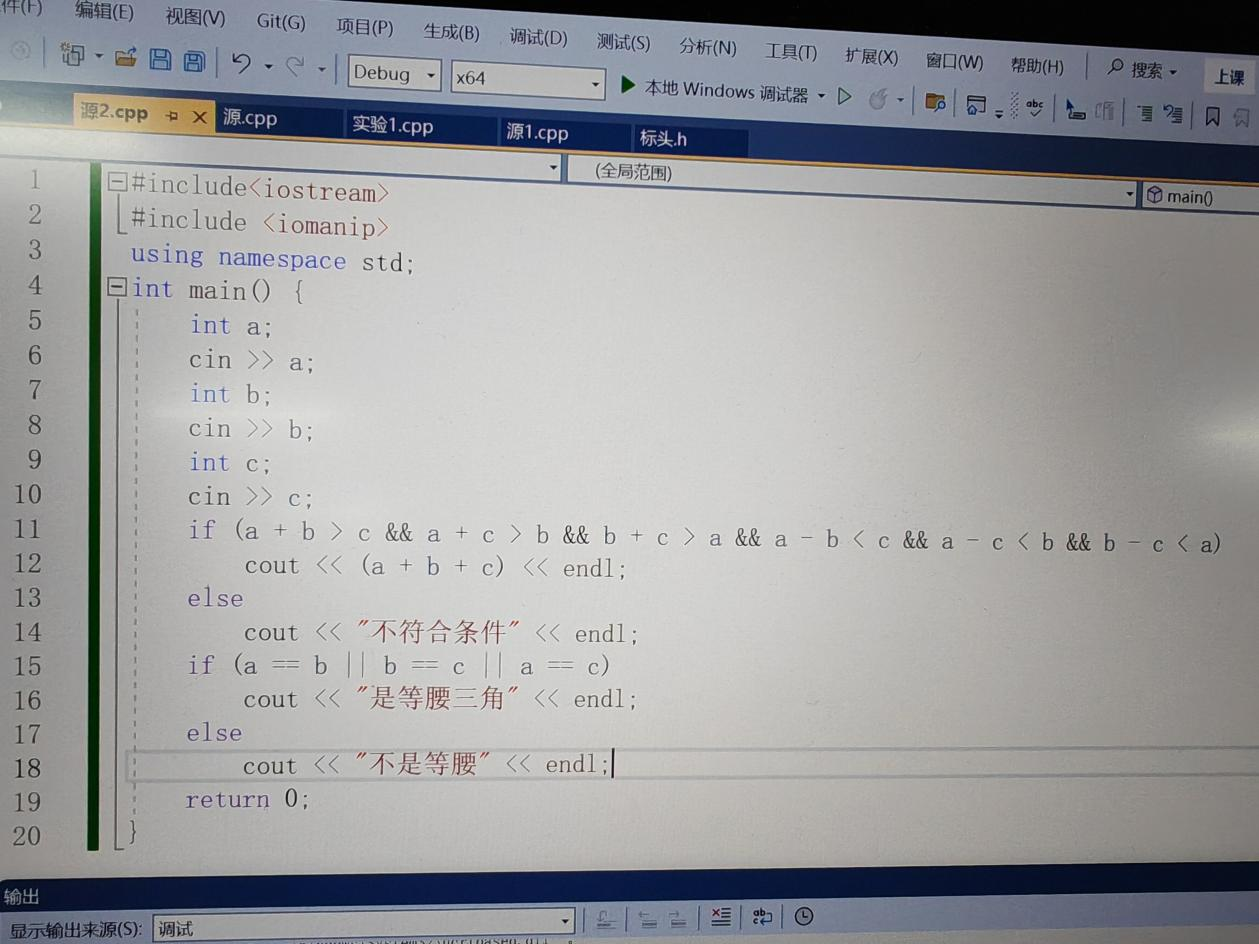 件(F) 编辑(E) 视图(V) Git(G) 项目(P) 生成(B) 调试(D) 测试(S) 分析(N) 工具(T) 扩展(X) 窗口(W) 帮助(H) 搜索 上课
Debug x64 本地 Windows 调试器 abc
源2.cpp 源.cpp 实验1.cpp 源1.cpp 标头.h
(全局范围) main()
1 #include<iostream>
2 #include <iomanip>
3 using namespace std;
4 int main() {
5 int a;
6 cin >> a;
7 int b;
8 cin >> b;
9 int c;
10 cin >> c;
11 if (a + b > c && a + c > b && b + c > a && a - b < c && a - c < b && b - c < a)
12 cout << (a + b + c) << endl;
13 else
14 cout << "不符合条件" << endl;
15 if (a == b || b == c || a == c)
16 cout << "是等腰三角" << endl;
17 else
18 cout << "不是等腰" << endl;
19 return 0;
20 }
输出
显示输出来源(S): 调试